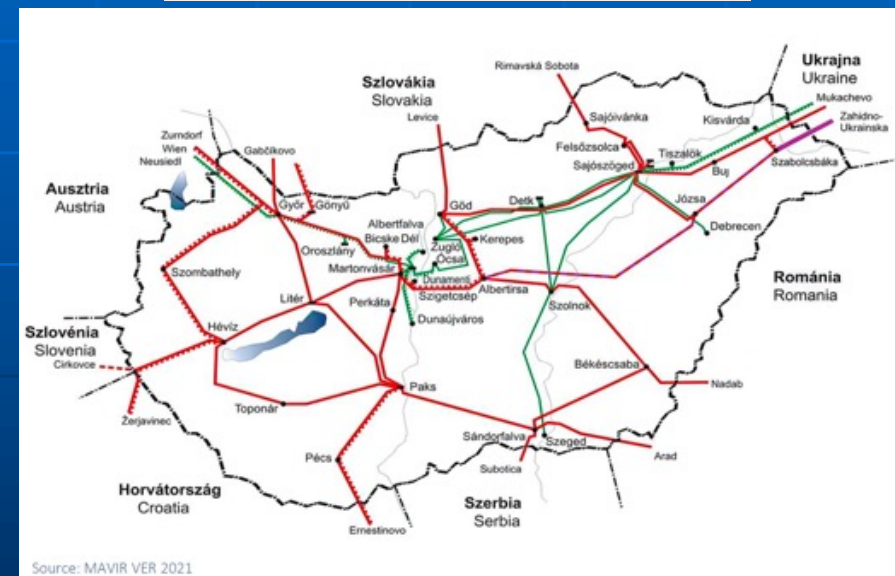 Ukrajna
Ukraine
Rimavská Sobota
Mukachevo
Szlovákia
Slovakia
Zahidno-
Ukrainska
Levice
Sajóivánka
Kisvárda
Zurndorf
Wien
Neusiedl
Gabčíkovo
Felsőzsolca
Tiszalök
Sajószöged
Szabolcsbáka
Buj
Ausztria
Austria
Győr
Gönyű
Göd
Detk
Józsa
Albertfalva
Bicske Dél
Zugló
Kerepes
Debrecen
Oroszlány
Ócsa
Martonvásár
Dunamenti
Szombathely
Albertirsa
Románia
Romania
Litér
Perkáta
Szigetcsép
Szolnok
Dunaújváros
Szlovénia
Slovenia
Hévíz
Cirkovce
Békéscsaba
Nadab
Paks
Toponár
Žerjavinec
Sándorfalva
Szeged
Arad
Pécs
Subotica
Horvátország
Croatia
Szerbia
Serbia
Ernestinovo
Source: MAVIR VER 2021